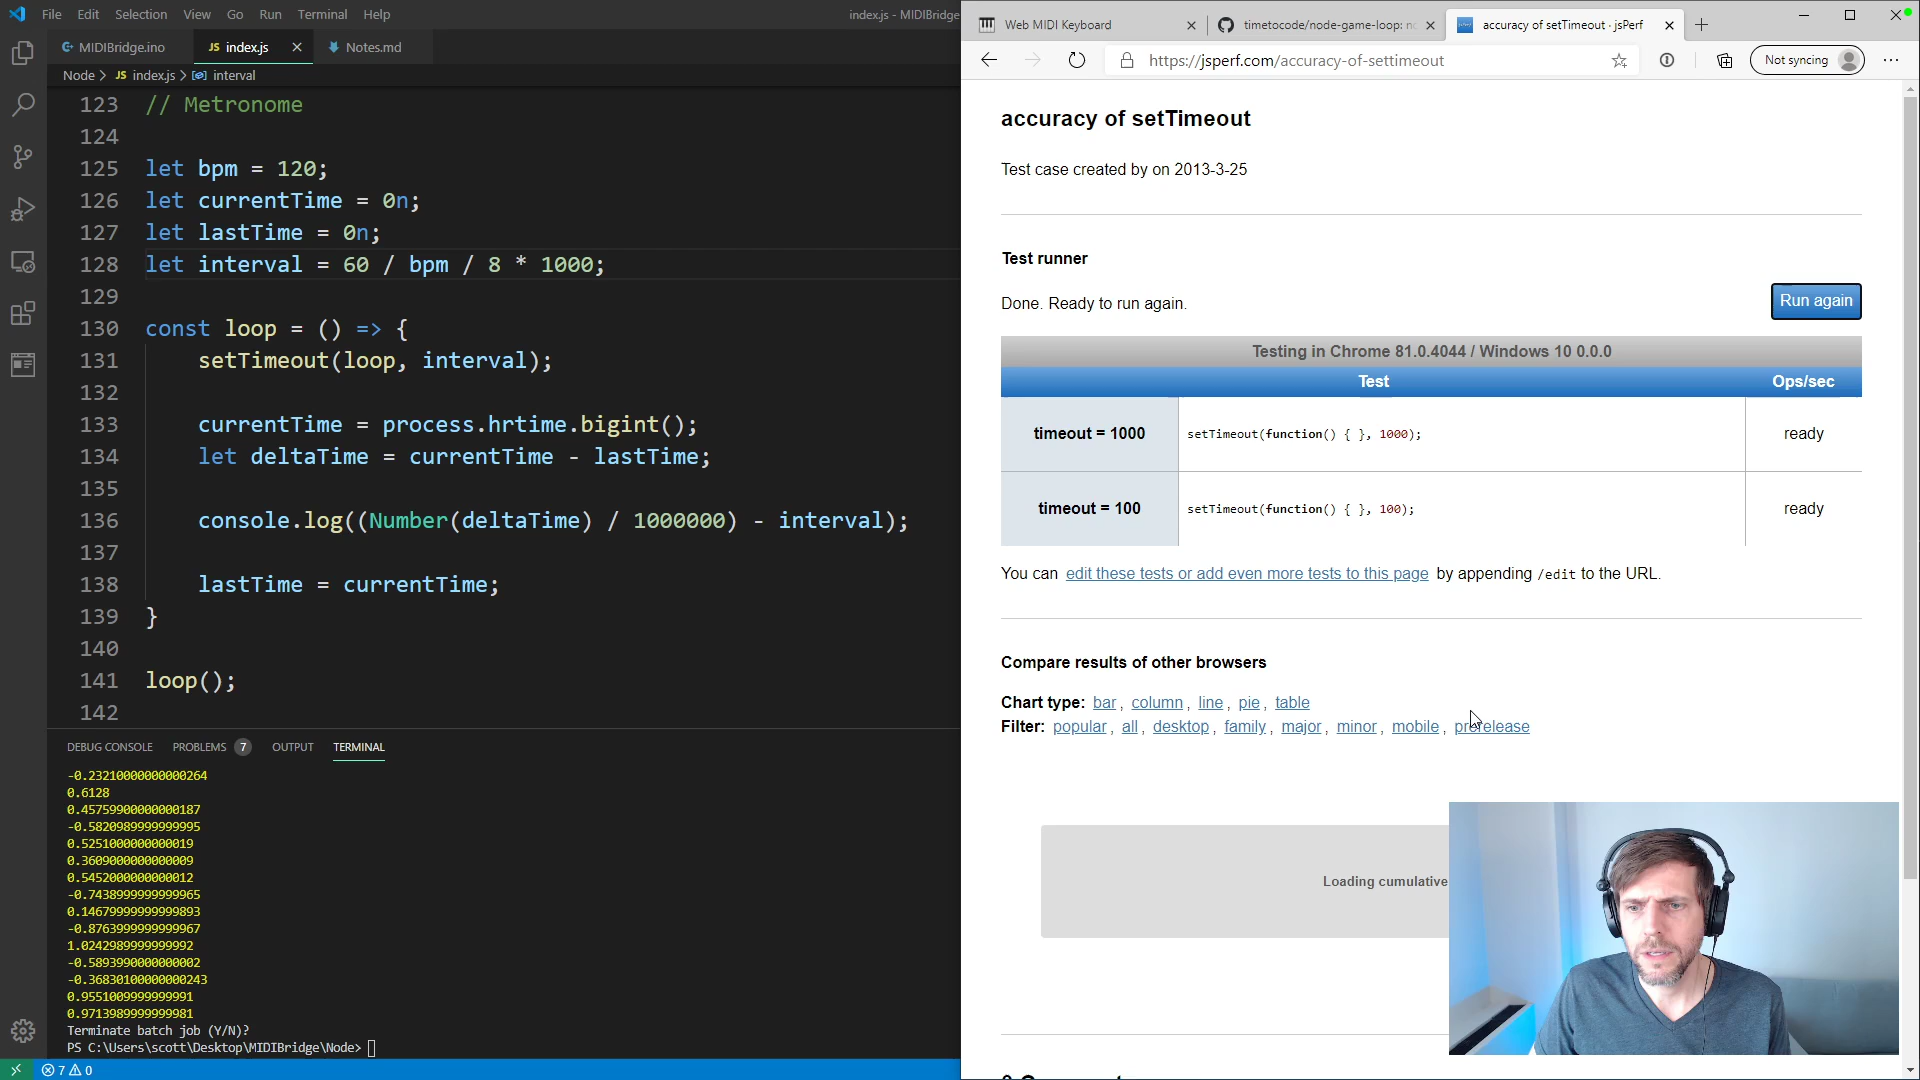 File Edit Selection View Go Run Terminal Help
index.js - MIDIBridge
MIDIBridge.ino
JS index.js
Notes.md
Node > JS index.js > interval
123 // Metronome
124
125 let bpm = 120;
126 let currentTime = 0n;
127 let lastTime = 0n;
128 let interval = 60 / bpm / 8 * 1000;
129
130 const loop = () => {
131 setTimeout(loop, interval);
132
133 currentTime = process.hrtime.bigint();
134 let deltaTime = currentTime - lastTime;
135
136 console.log((Number(deltaTime) / 1000000) - interval);
137
138 lastTime = currentTime;
139 }
140
141 loop();
142
DEBUG CONSOLE PROBLEMS 7 OUTPUT TERMINAL
-0.23210000000000264
0.6128
0.45759900000000187
-0.5820989999999995
0.5251000000000019
0.3609000000000009
0.5452000000000012
-0.7438999999999965
0.14679999999999893
-0.8763999999999967
1.0242989999999992
-0.5893990000000002
-0.36830100000000243
0.9551009999999991
0.9713989999999981
Terminate batch job (Y/N)?
PS C:\Users\scott\Desktop\MIDIBridge\Node>
7 0
Web MIDI Keyboard
timetocode/node-game-loop:
accuracy of setTimeout · jsPerf
https://jsperf.com/accuracy-of-settimeout
Not syncing
accuracy of setTimeout
Test case created by on 2013-3-25
Test runner
Done. Ready to run again.
Run again
Testing in Chrome 81.0.4044 / Windows 10 0.0.0
Test Ops/sec
timeout = 1000 setTimeout(function() { }, 1000); ready
timeout = 100 setTimeout(function() { }, 100); ready
You can edit these tests or add even more tests to this page by appending /edit to the URL.
Compare results of other browsers
Chart type: bar, column, line, pie, table
Filter: popular, all, desktop, family, major, minor, mobile, prerelease
Loading cumulative